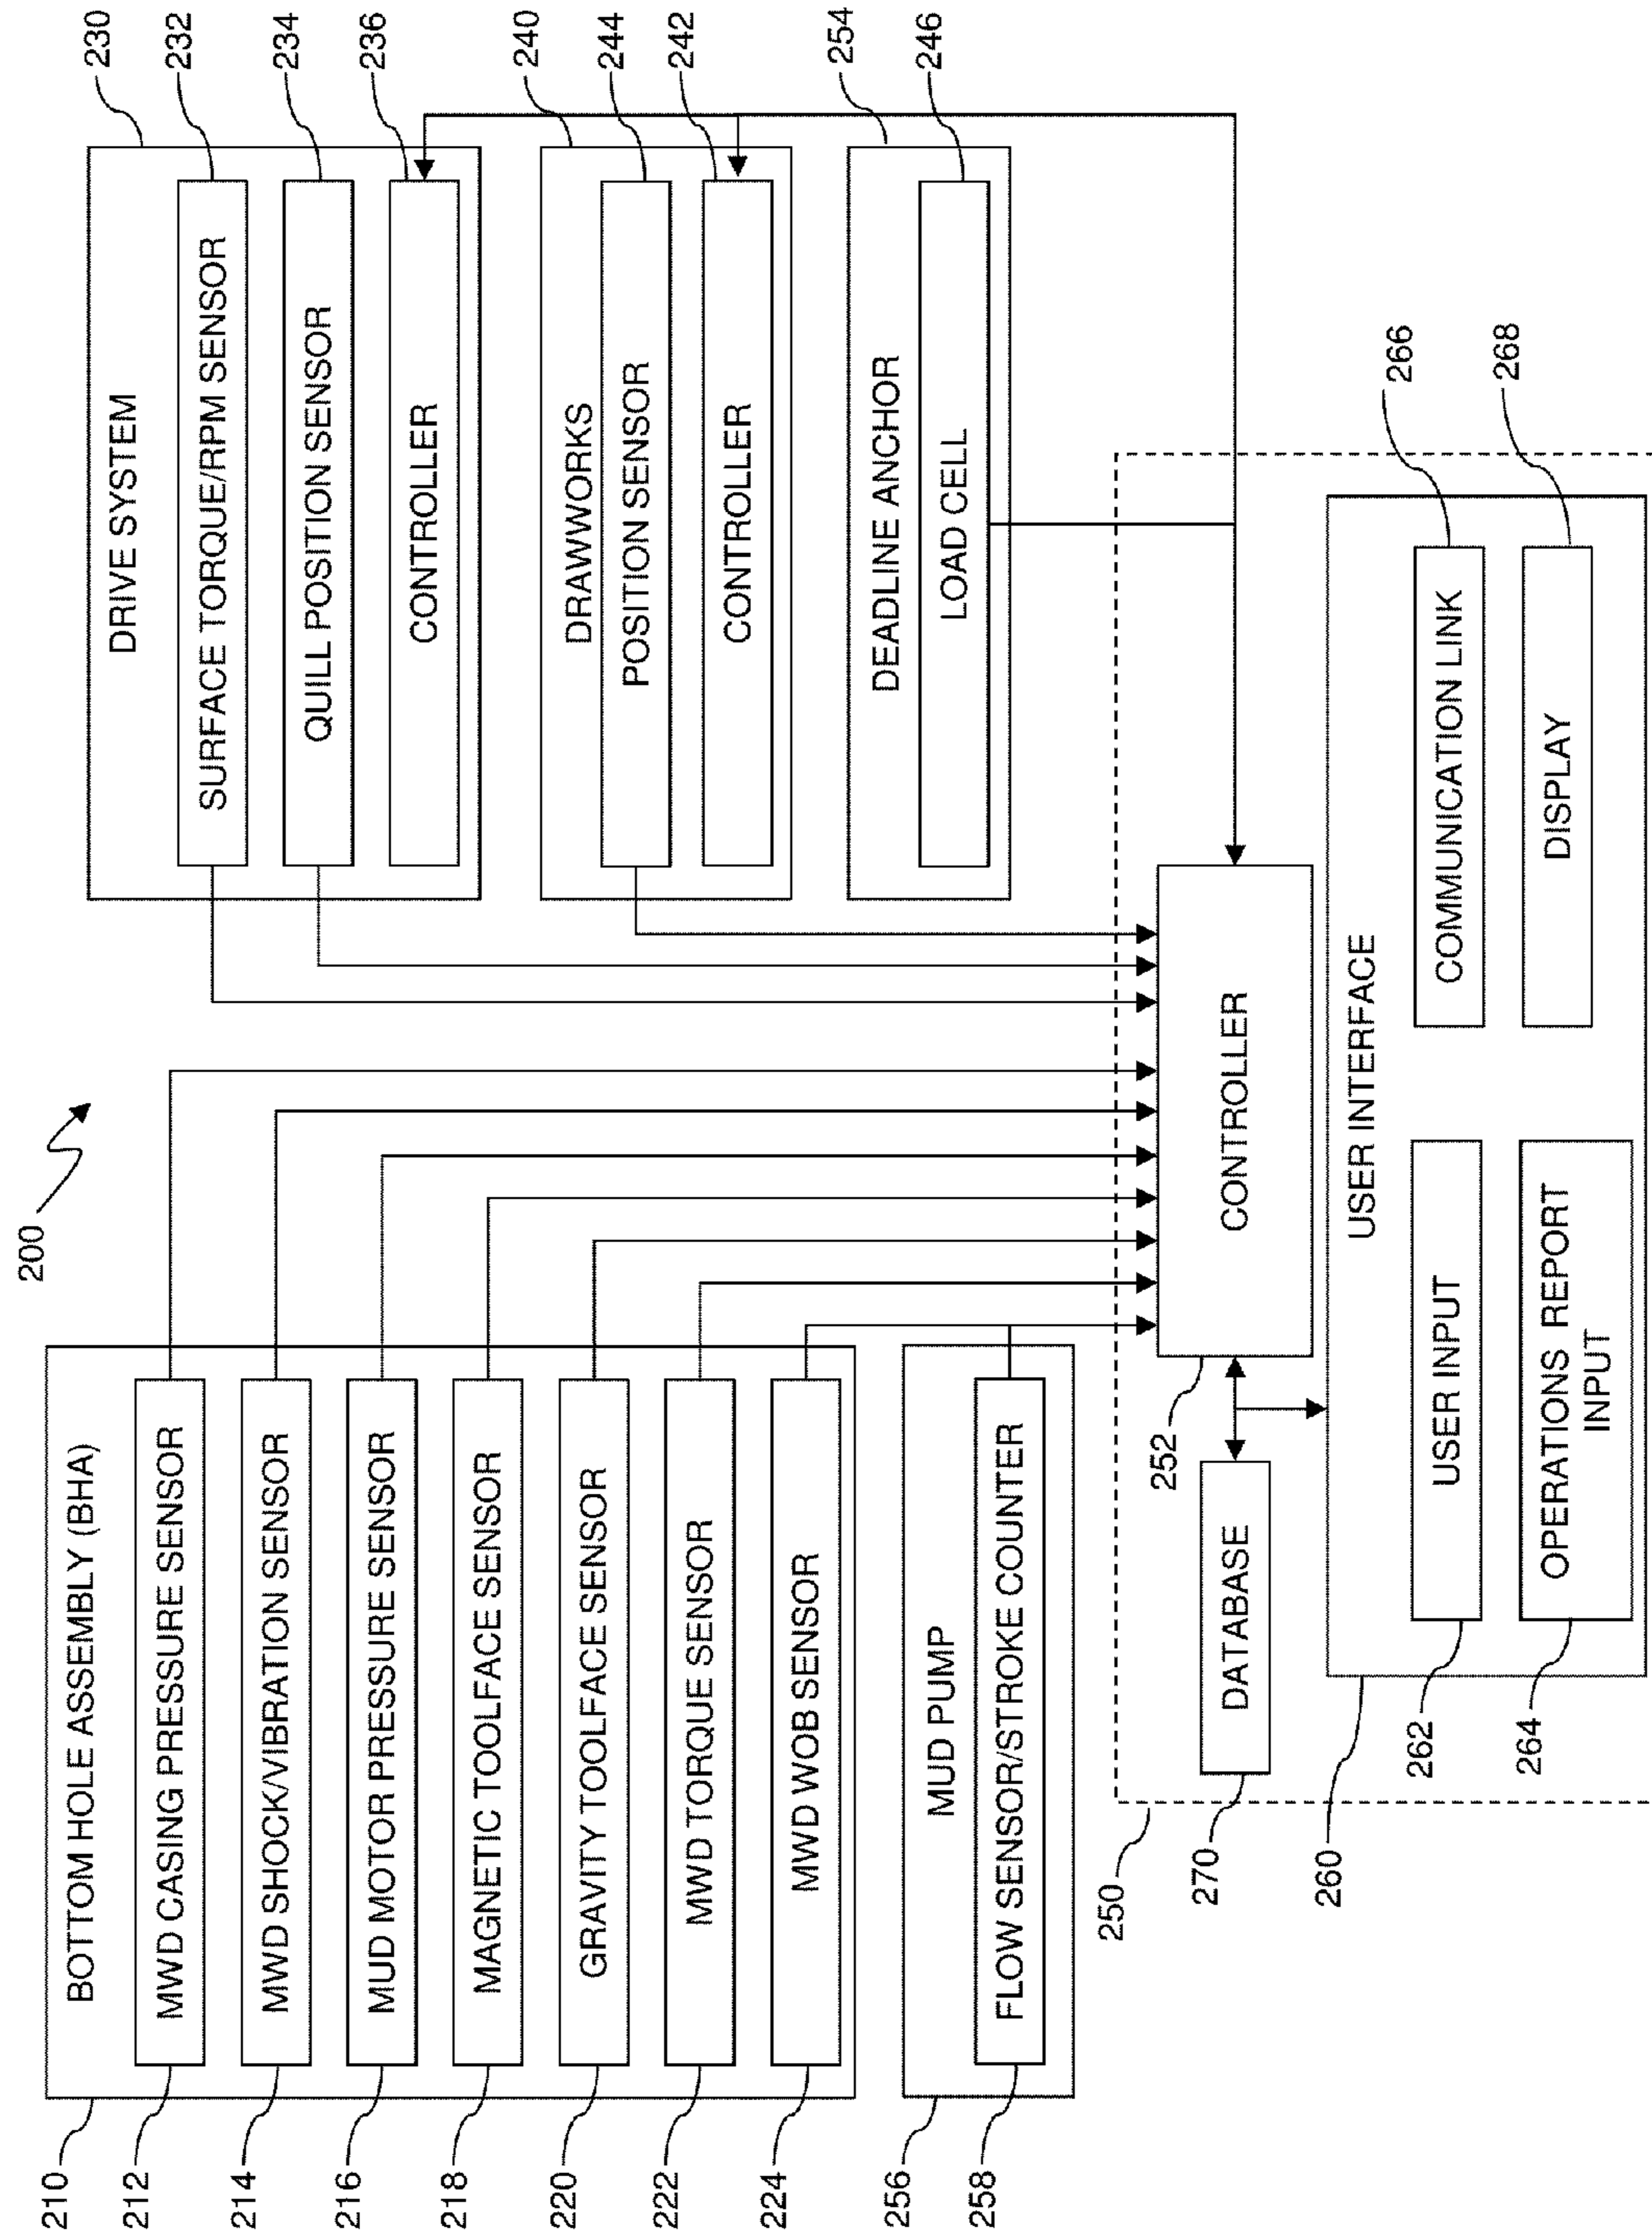 200
210
BOTTOM HOLE ASSEMBLY (BHA)
212
MWD CASING PRESSURE SENSOR
214
MWD SHOCK/VIBRATION SENSOR
216
MUD MOTOR PRESSURE SENSOR
218
MAGNETIC TOOLFACE SENSOR
220
GRAVITY TOOLFACE SENSOR
222
MWD TORQUE SENSOR
224
MWD WOB SENSOR
256
MUD PUMP
258
FLOW SENSOR/STROKE COUNTER
230
DRIVE SYSTEM
232
SURFACE TORQUE/RPM SENSOR
234
QUILL POSITION SENSOR
236
CONTROLLER
240
DRAWWORKS
244
POSITION SENSOR
242
CONTROLLER
254
DEADLINE ANCHOR
246
LOAD CELL
250
252
CONTROLLER
270
DATABASE
260
USER INTERFACE
262
USER INPUT
264
OPERATIONS REPORT
INPUT
266
COMMUNICATION LINK
268
DISPLAY